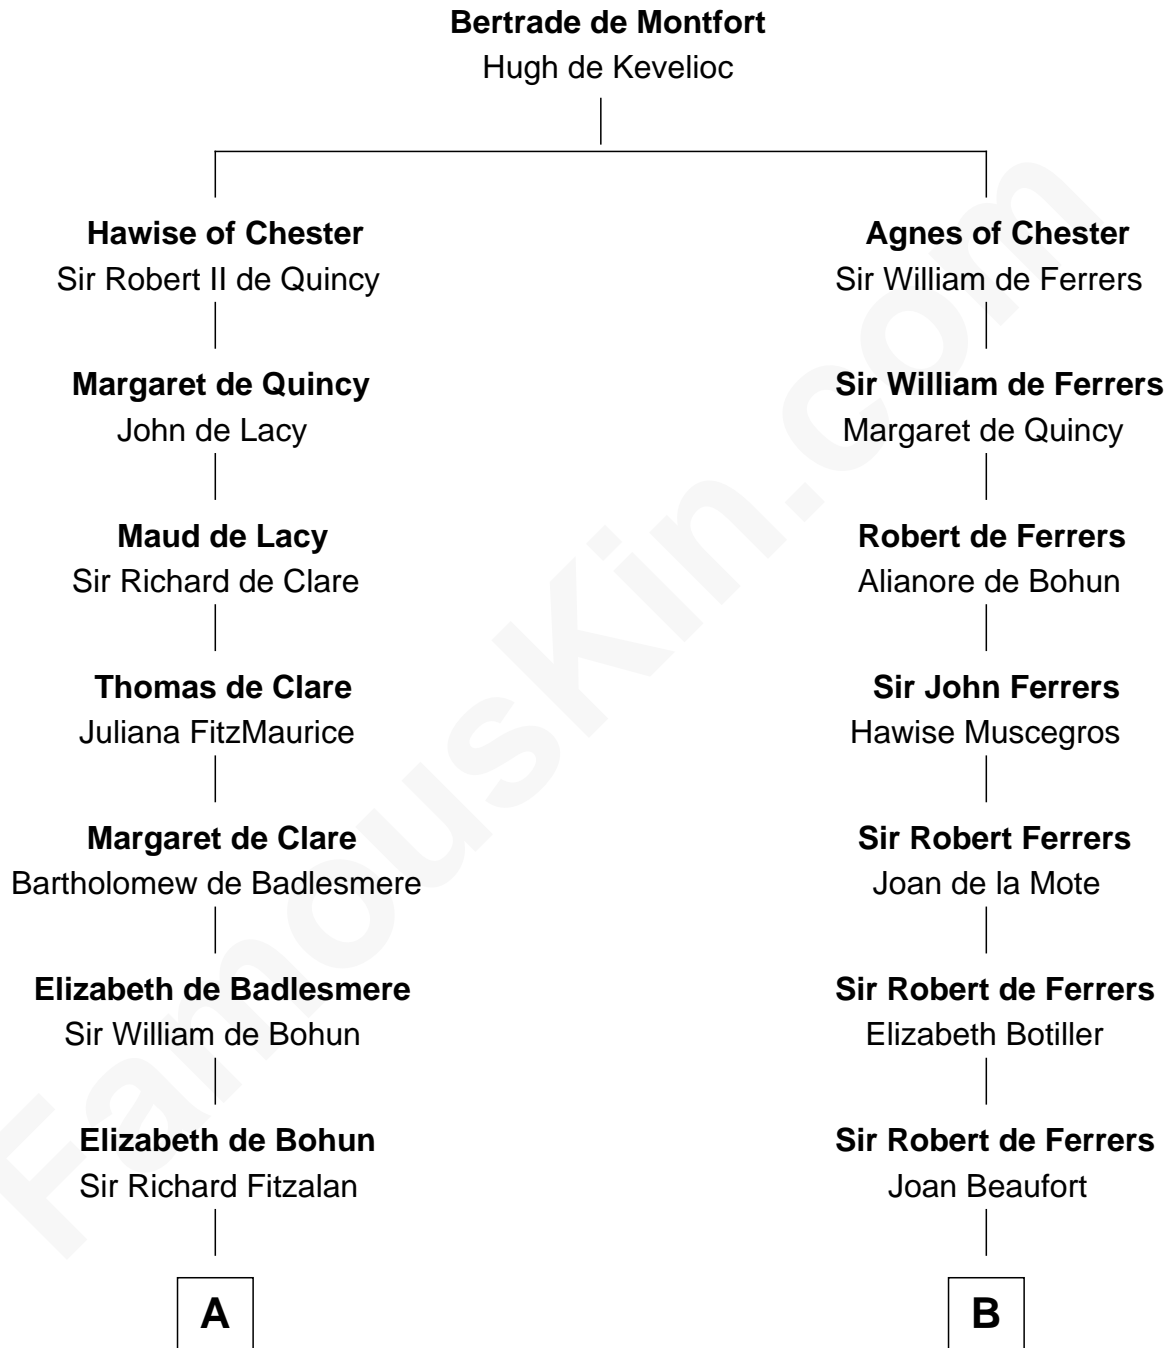 Bertrade de Montfort
Hugh de Kevelioc
Hawise of Chester
Sir Robert II de Quincy
Agnes of Chester
Sir William de Ferrers
Margaret de Quincy
John de Lacy
Sir William de Ferrers
Margaret de Quincy
Maud de Lacy
Sir Richard de Clare
Robert de Ferrers
Alianore de Bohun
Thomas de Clare
Juliana FitzMaurice
Sir John Ferrers
Hawise Muscegros
Margaret de Clare
Bartholomew de Badlesmere
Sir Robert Ferrers
Joan de la Mote
Elizabeth de Badlesmere
Sir William de Bohun
Sir Robert de Ferrers
Elizabeth Botiller
Elizabeth de Bohun
Sir Richard Fitzalan
Sir Robert de Ferrers
Joan Beaufort
A
B
FamousKin.com